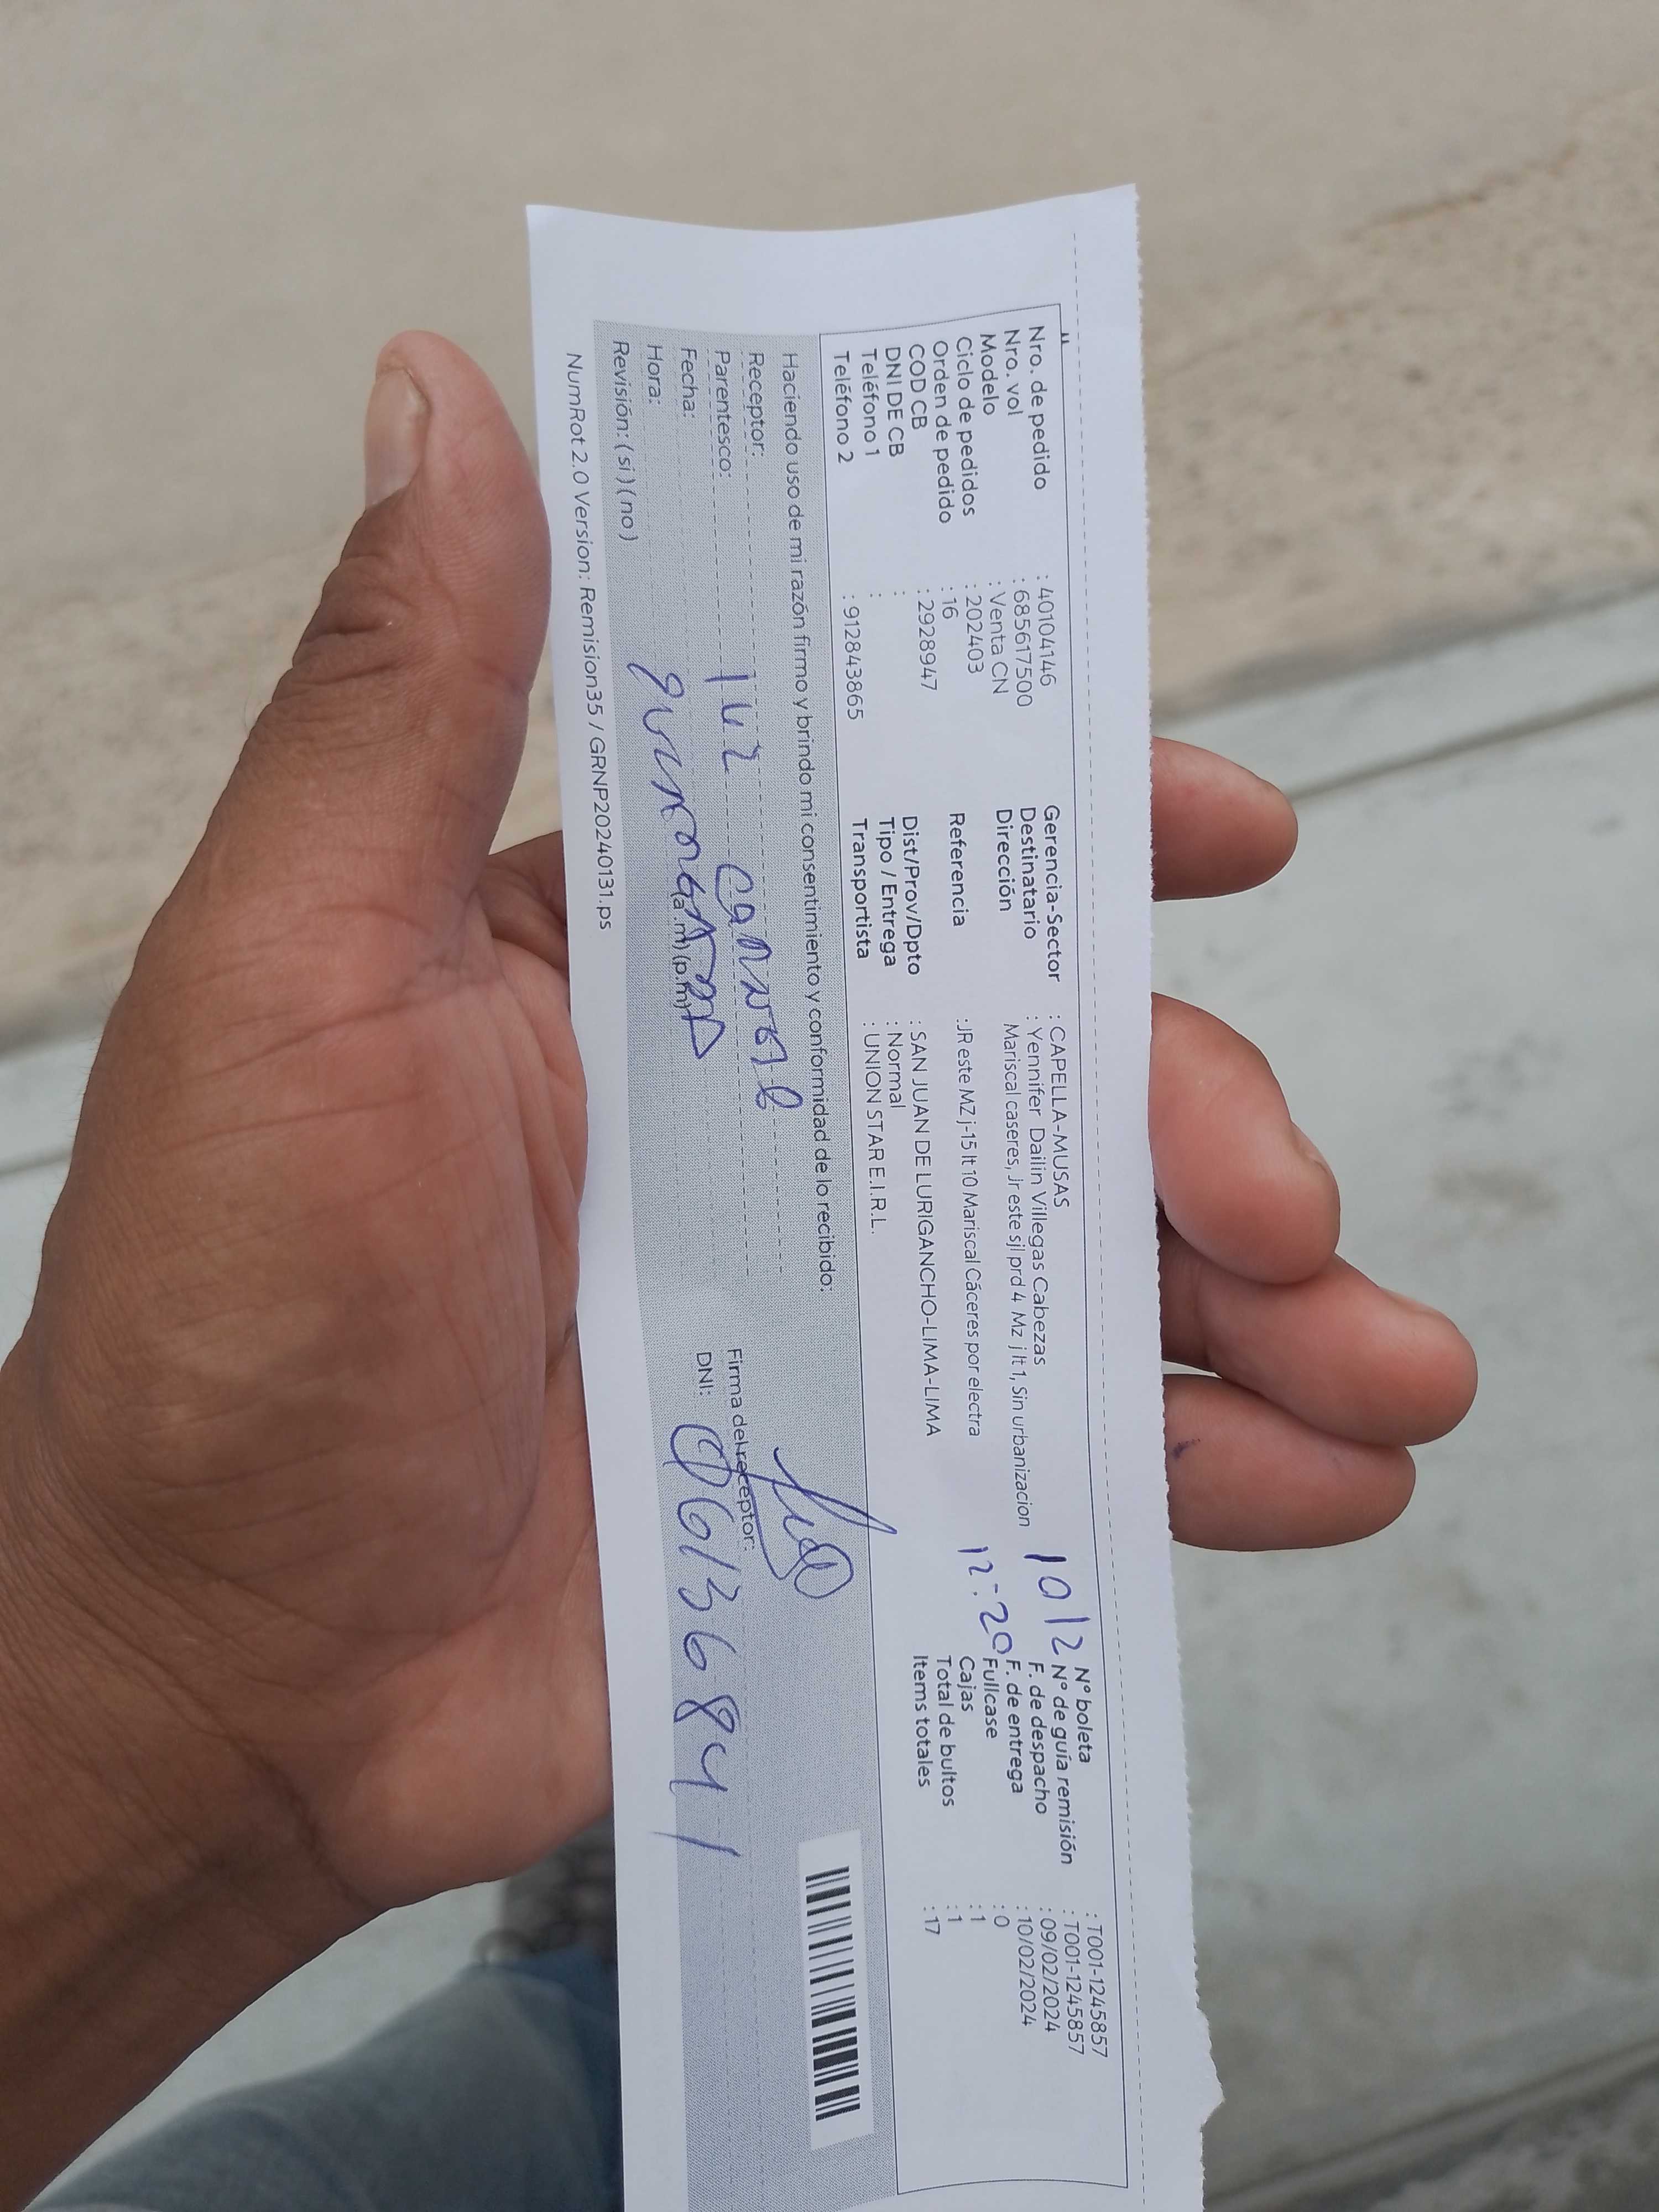 Nro. de pedido : 40104146
Nro. vol : 685617500
Modelo : Venta CN
Ciclo de pedidos : 202403
Orden de pedido : 16
COD CB : 2928947
DNI DE CB :
Teléfono 1 :
Teléfono 2 : 912843865
Gerencia-Sector : CAPELLA-MUSAS
Destinatario : Yennifer Dailin Villegas Cabezas
Dirección Mariscal caseres, Jr este sjl prd 4 Mz j lt 1, Sin urbanizacion
Referencia :JR este MZ j-15 lt 10 Mariscal Cáceres por electra
Dist/Prov/Dpto : SAN JUAN DE LURIGANCHO-LIMA-LIMA
Tipo / Entrega : Normal
Transportista : UNION STAR E.I.R.L.
1012
12:20
N° boleta : T001-1245857
N° de guía remisión : T001-1245857
F. de despacho : 09/02/2024
F. de entrega : 10/02/2024
Fullcase : 0
Cajas : 1
Total de bultos : 1
Items totales : 17
Haciendo uso de mi razón firmo y brindo mi consentimiento y conformidad de lo recibido:
Receptor:
Parentesco: luz
Fecha:
Hora: (a.m) (p.m)
Revisión: (si) (no)
Firma del receptor:
DNI: 06136841
NumRot 2.0 Version: Remision35 / GRNP20240131.ps